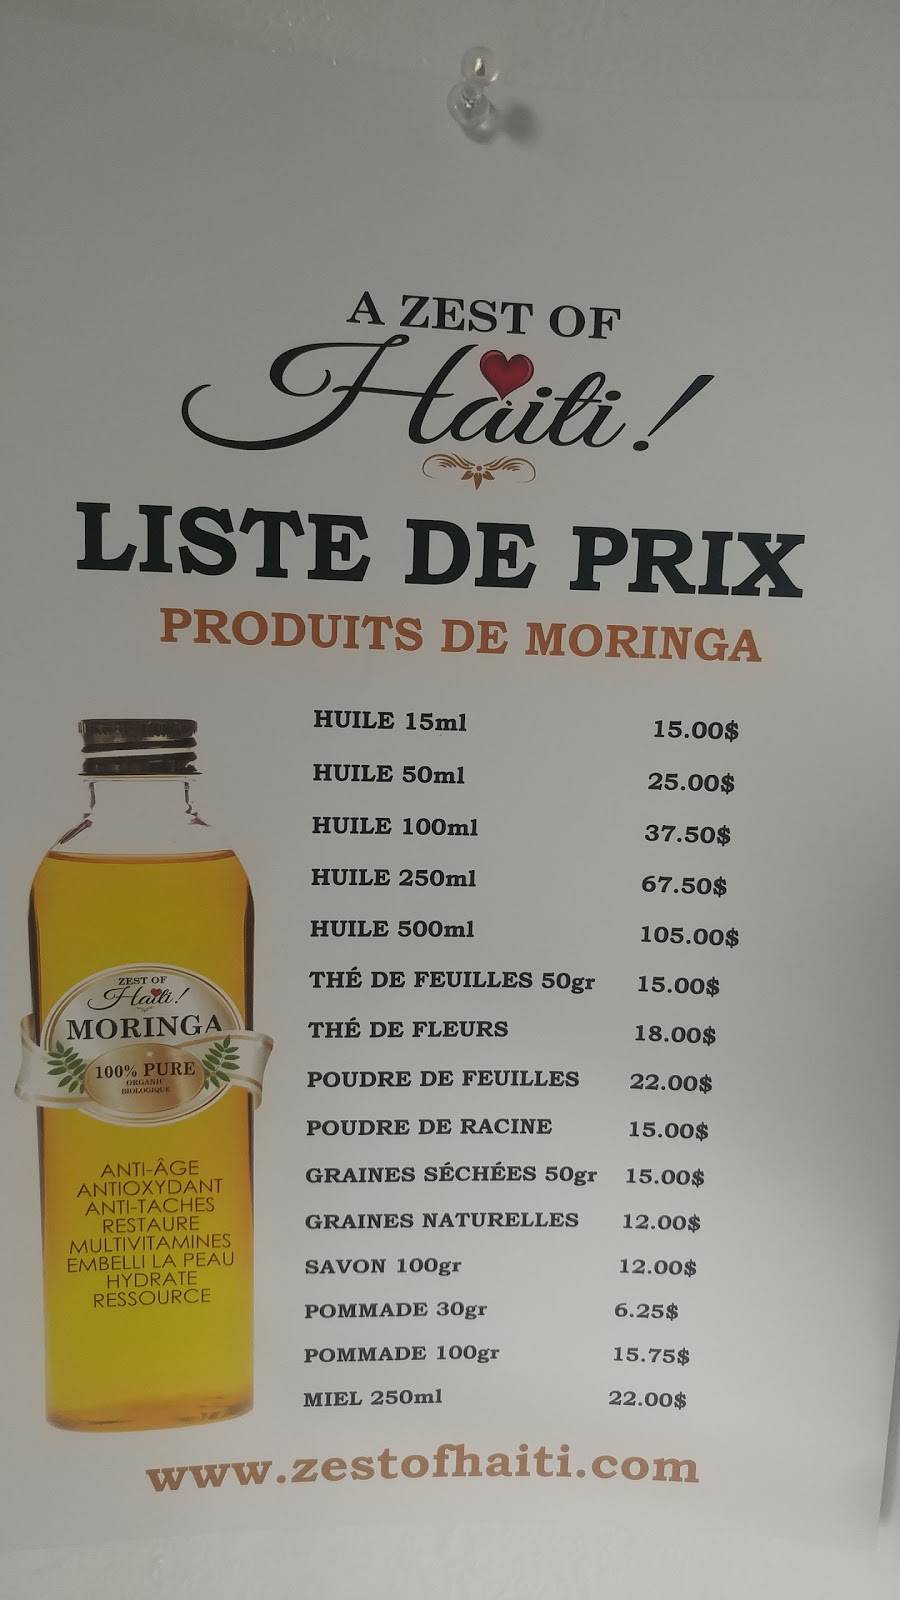 A ZEST OF
Haiti!
LISTE DE PRIX
PRODUITS DE MORINGA
HUILE 15ml 15.00$
HUILE 50ml 25.00$
HUILE 100ml 37.50$
HUILE 250ml 67.50$
HUILE 500ml 105.00$
THÉ DE FEUILLES 50gr 15.00$
THÉ DE FLEURS 18.00$
POUDRE DE FEUILLES 22.00$
POUDRE DE RACINE 15.00$
GRAINES SÉCHÉES 50gr 15.00$
GRAINES NATURELLES 12.00$
SAVON 100gr 12.00$
POMMADE 30gr 6.25$
POMMADE 100gr 15.75$
MIEL 250ml 22.00$
ZEST OF
Haiti!
MORINGA
100% PURE
ORGANIC
BIOLOGIQUE
ANTI-ÂGE
ANTIOXYDANT
ANTI-TACHES
RESTAURE
MULTIVITAMINES
EMBELLI LA PEAU
HYDRATE
RESSOURCE
www.zestofhaiti.com